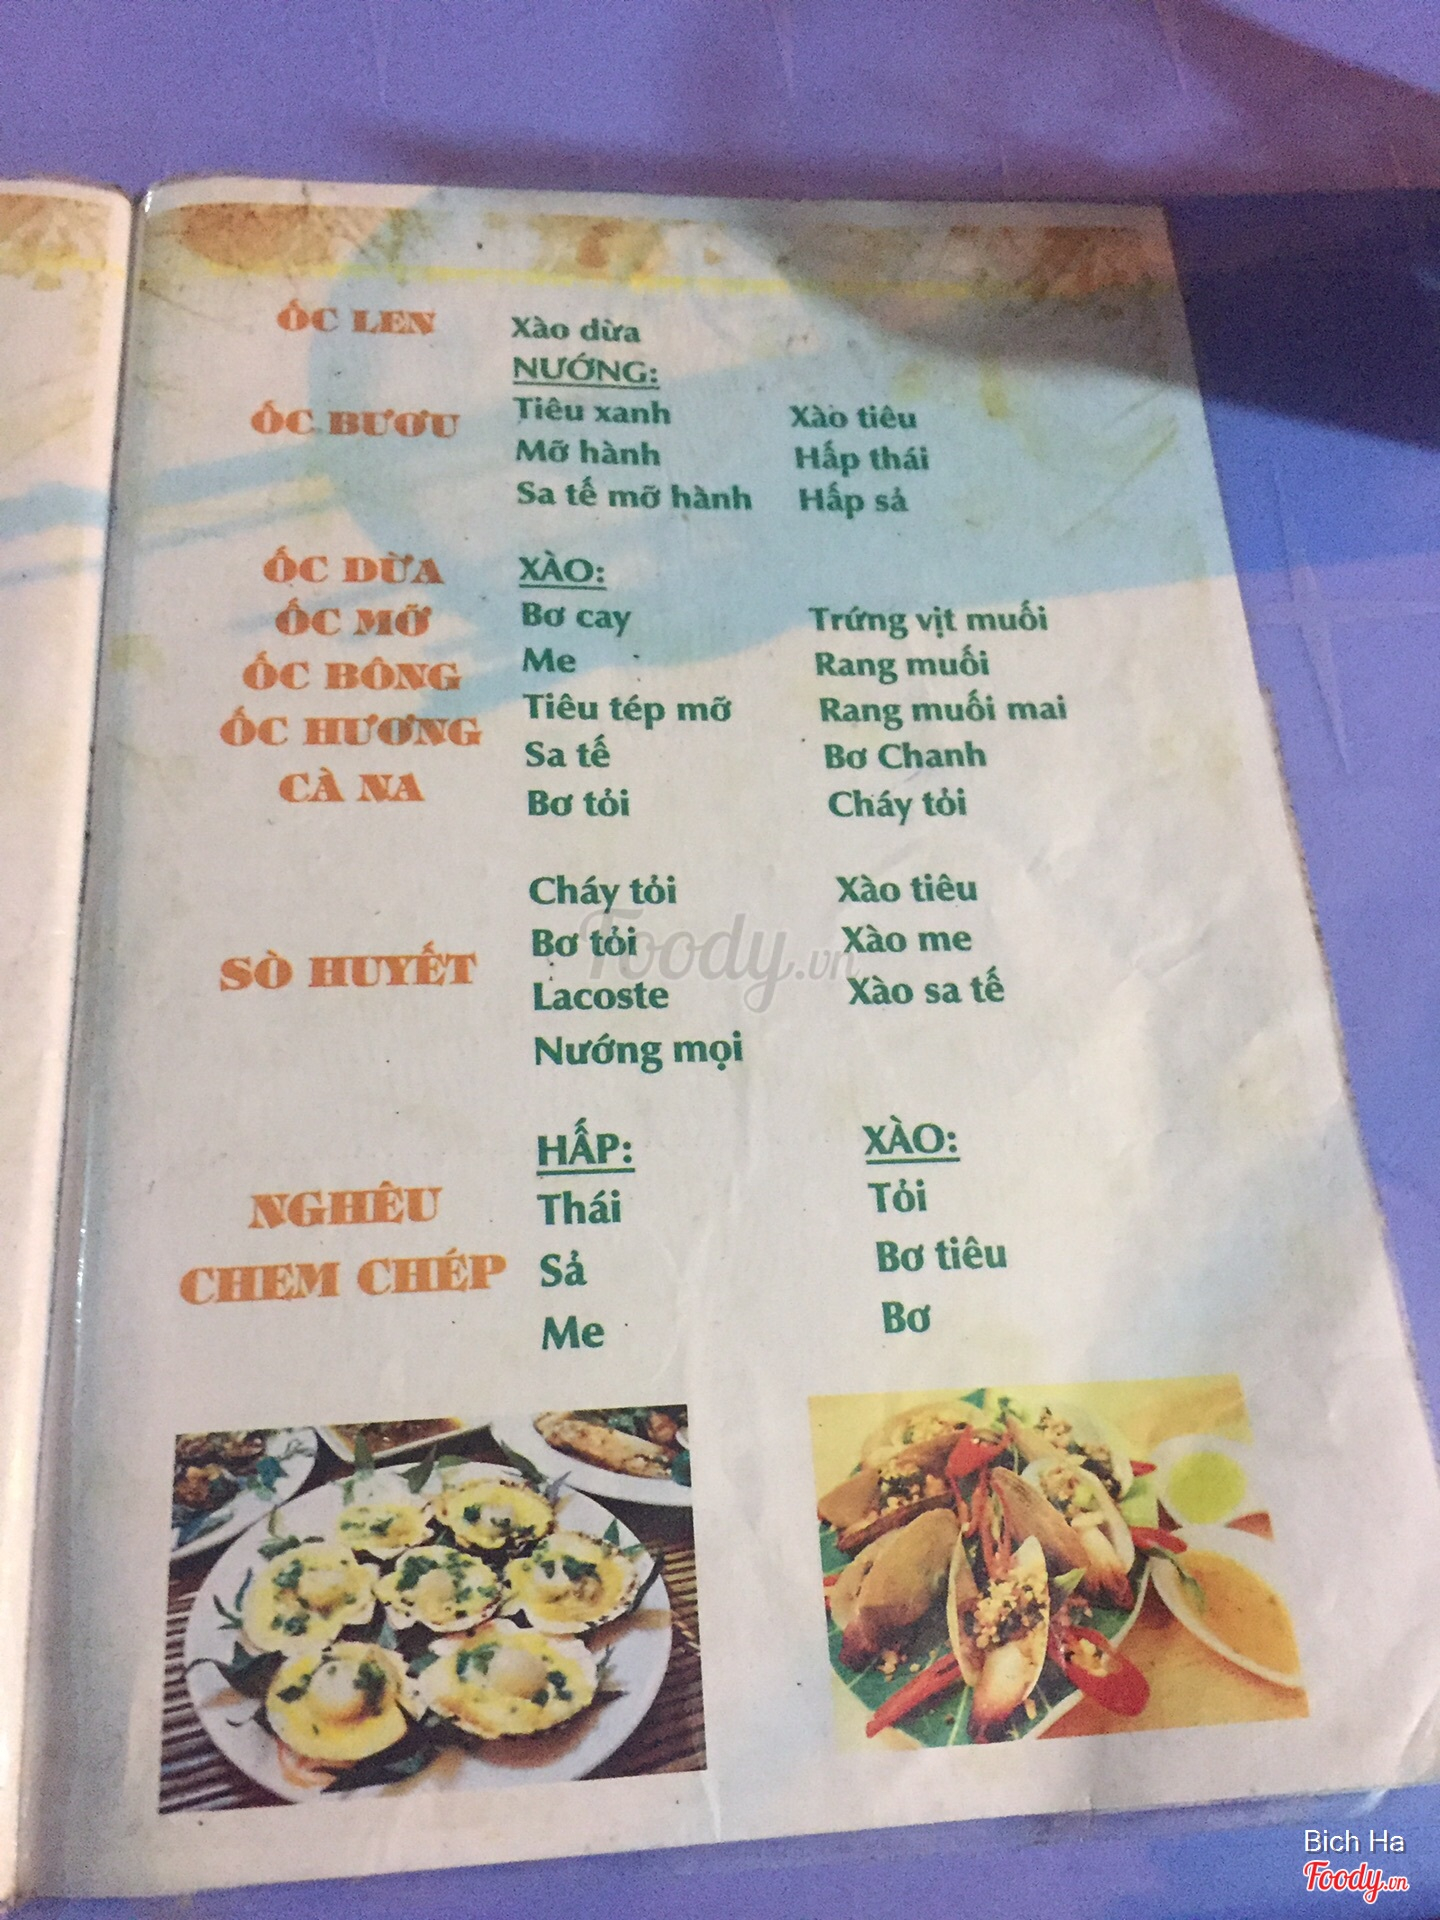 ỐC LEN Xào dừa
NƯỚNG:
ỐC BƯƠU Tiêu xanh Xào tiêu
Mỡ hành Hấp thái
Sa tế mỡ hành Hấp sả
ỐC DỪA XÀO:
ỐC MỠ Bơ cay Trứng vịt muối
ỐC BÔNG Me Rang muối
ỐC HƯƠNG Tiêu tép mỡ Rang muối mai
CÀ NA Sa tế Bơ Chanh
Bơ tỏi Cháy tỏi
Cháy tỏi Xào tiêu
SÒ HUYẾT Bơ tỏi Xào me
Lacoste Xào sa tế
Nướng mọi
HẤP: XÀO:
NGHÊU Thái Tỏi
CHEM CHÉP Sả Bơ tiêu
Me Bơ
Foody.vn
Bich Ha
Foody.vn